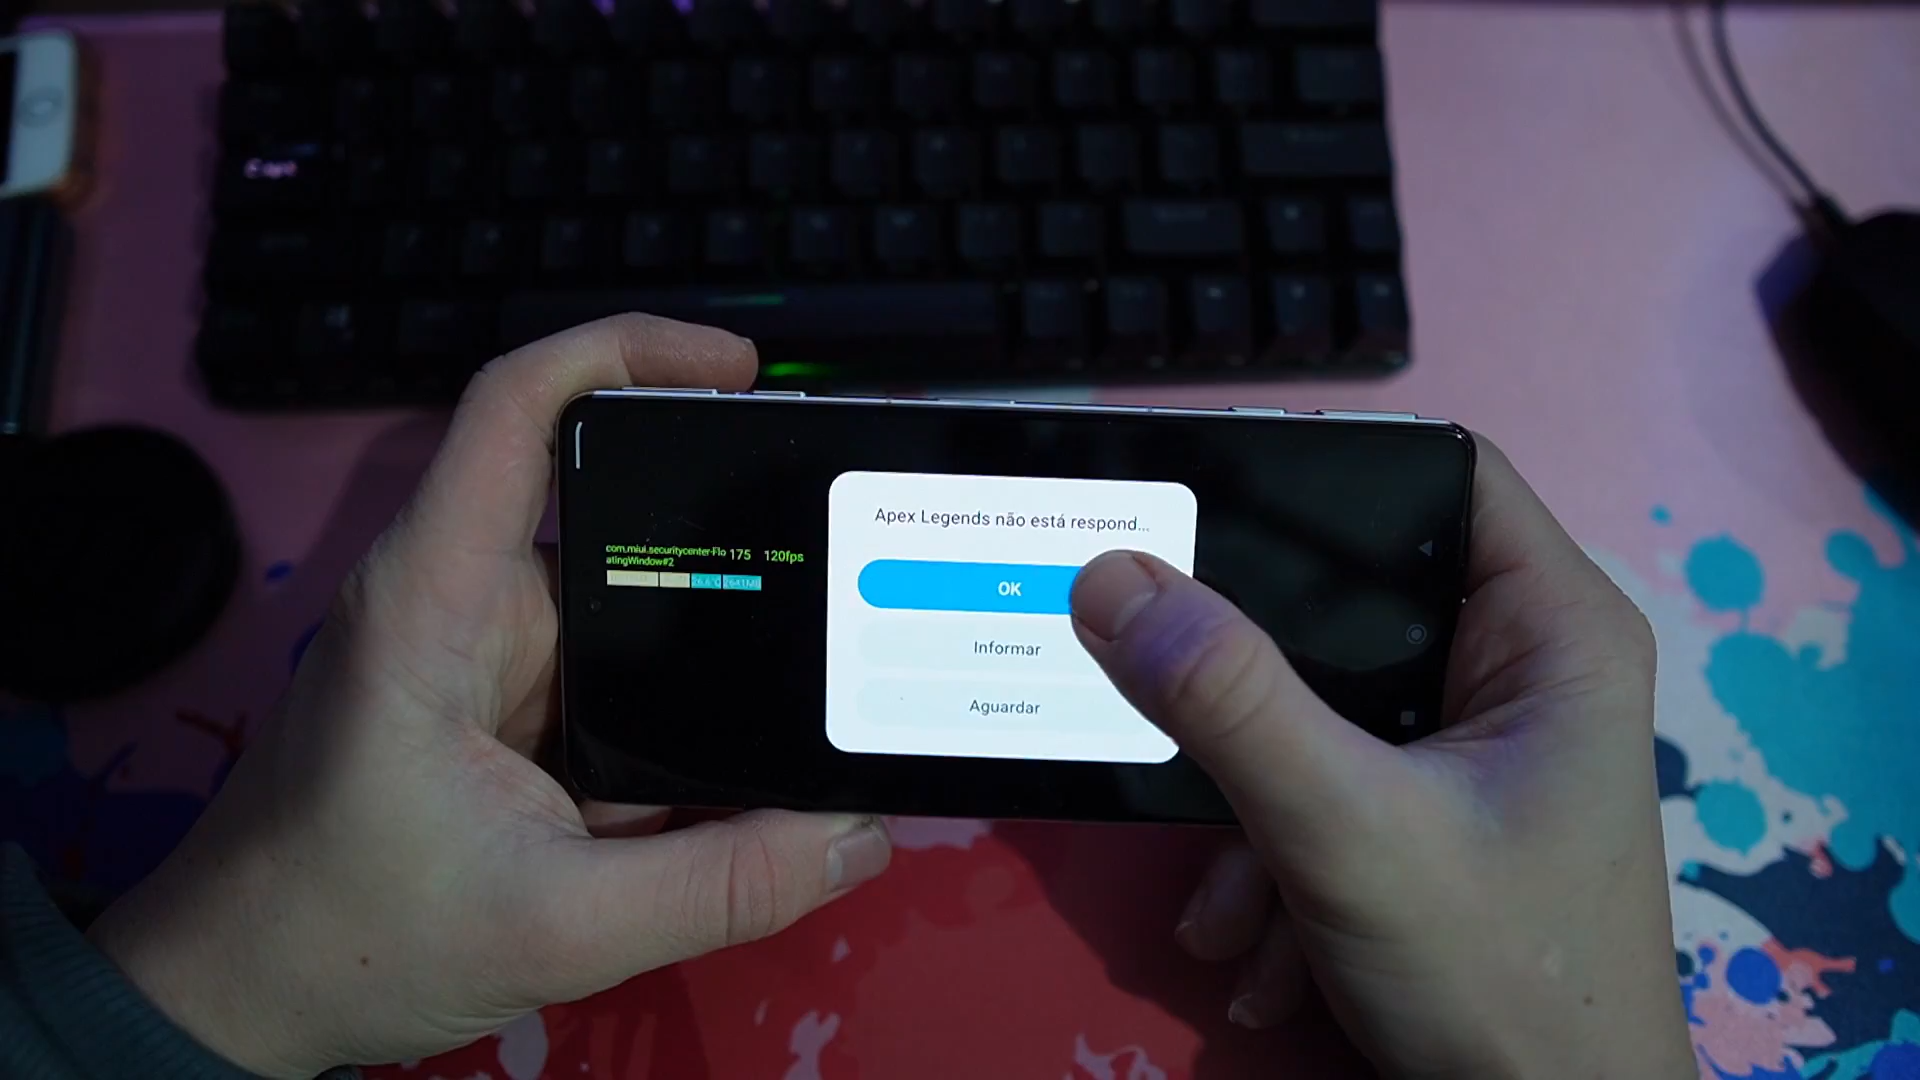 Apex Legends não está respond...
com.miui.securitycenter-Flo 175 120fps
atingWindow#2
OK
Informar
Aguardar